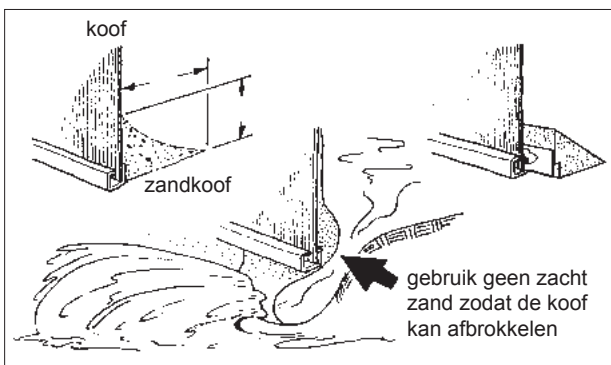 koof
zandkoof
gebruik geen zacht
zand zodat de koof
kan afbrokkelen